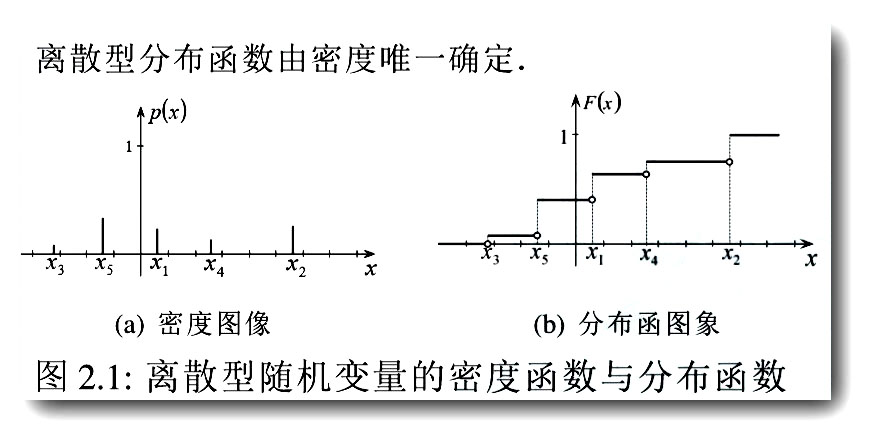 离散型分布函数由密度唯一确定.
p(x)
1
x₃ x₅ x₁ x₄ x₂ x
(a) 密度图像
F(x)
1
x₃ x₅ x₁ x₄ x₂ x
(b) 分布函图象
图 2.1: 离散型随机变量的密度函数与分布函数